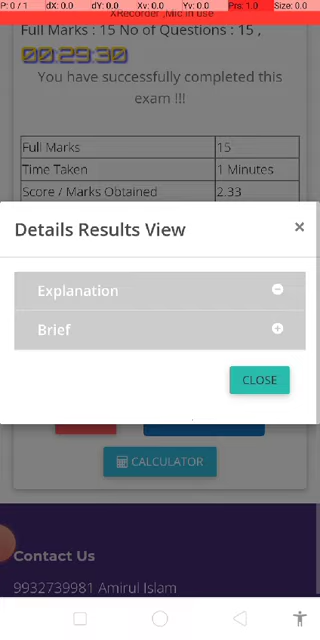 P: 0 / 1 dX: 0.0 dY: 0.0 Xv: 0.0 Yv: 0.0 Prs: 1.0 Size: 0.0
XRecorder ,Mic in use
Full Marks : 15 No of Questions : 15 ,
00:29:30
You have successfully completed this
exam !!!
Full Marks 15
Time Taken 1 Minutes
Score / Marks Obtained 2.33
Details Results View ×
Explanation
Brief
CLOSE
CALCULATOR
Contact Us
9932739981 Amirul Islam